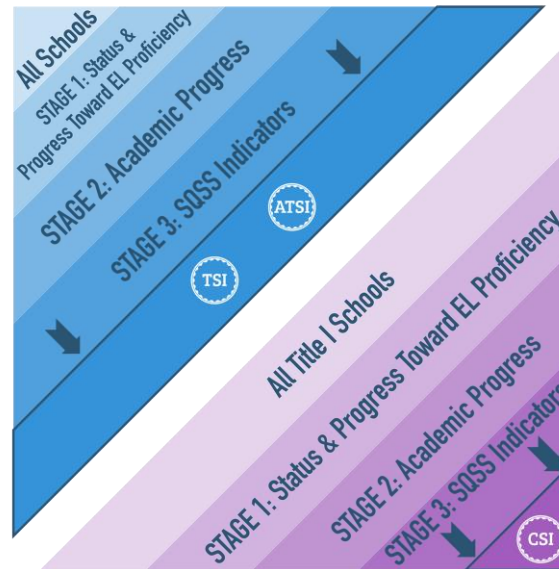 All Schools
STAGE 1: Status &
Progress Toward EL Proficiency
STAGE 2: Academic Progress
STAGE 3: SQSS Indicators
TSI
ATSI
All Title I Schools
STAGE 1: Status & Progress Toward EL Proficiency
STAGE 2: Academic Progress
STAGE 3: SQSS Indicators
CSI